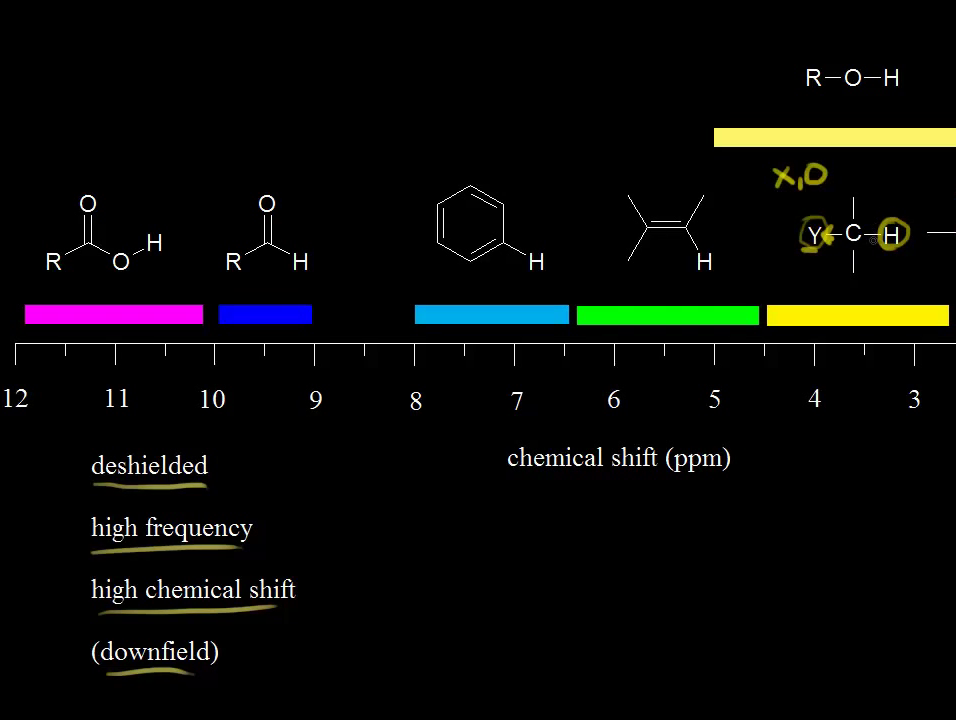 R—O—H
X,O
O
O
R
O
H
R
H
H
H
Y—C—H
12 11 10 9 8 7 6 5 4 3
deshielded
chemical shift (ppm)
high frequency
high chemical shift
(downfield)